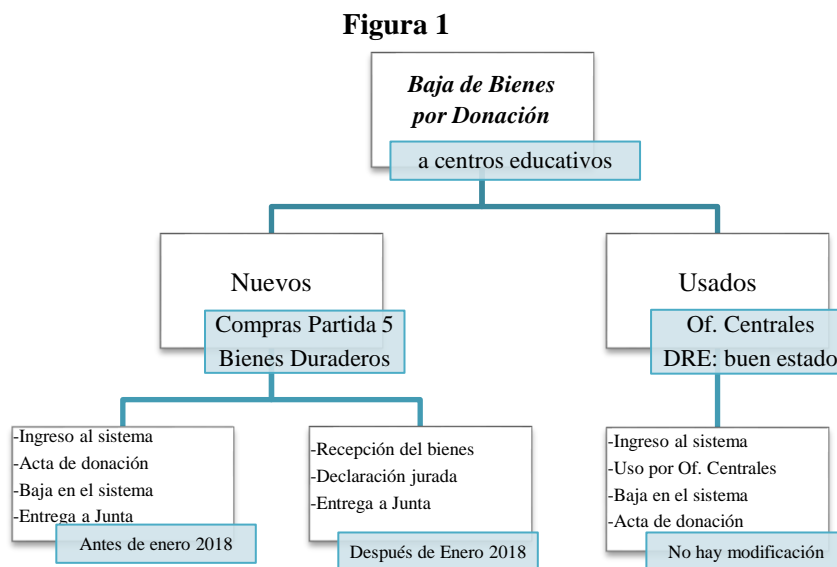 Figura 1
Baja de Bienes
por Donación
a centros educativos
Nuevos
Compras Partida 5
Bienes Duraderos
Usados
Of. Centrales
DRE: buen estado
-Ingreso al sistema
-Acta de donación
-Baja en el sistema
-Entrega a Junta
Antes de enero 2018
-Recepción del bienes
-Declaración jurada
-Entrega a Junta
Después de Enero 2018
-Ingreso al sistema
-Uso por Of. Centrales
-Baja en el sistema
-Acta de donación
No hay modificación